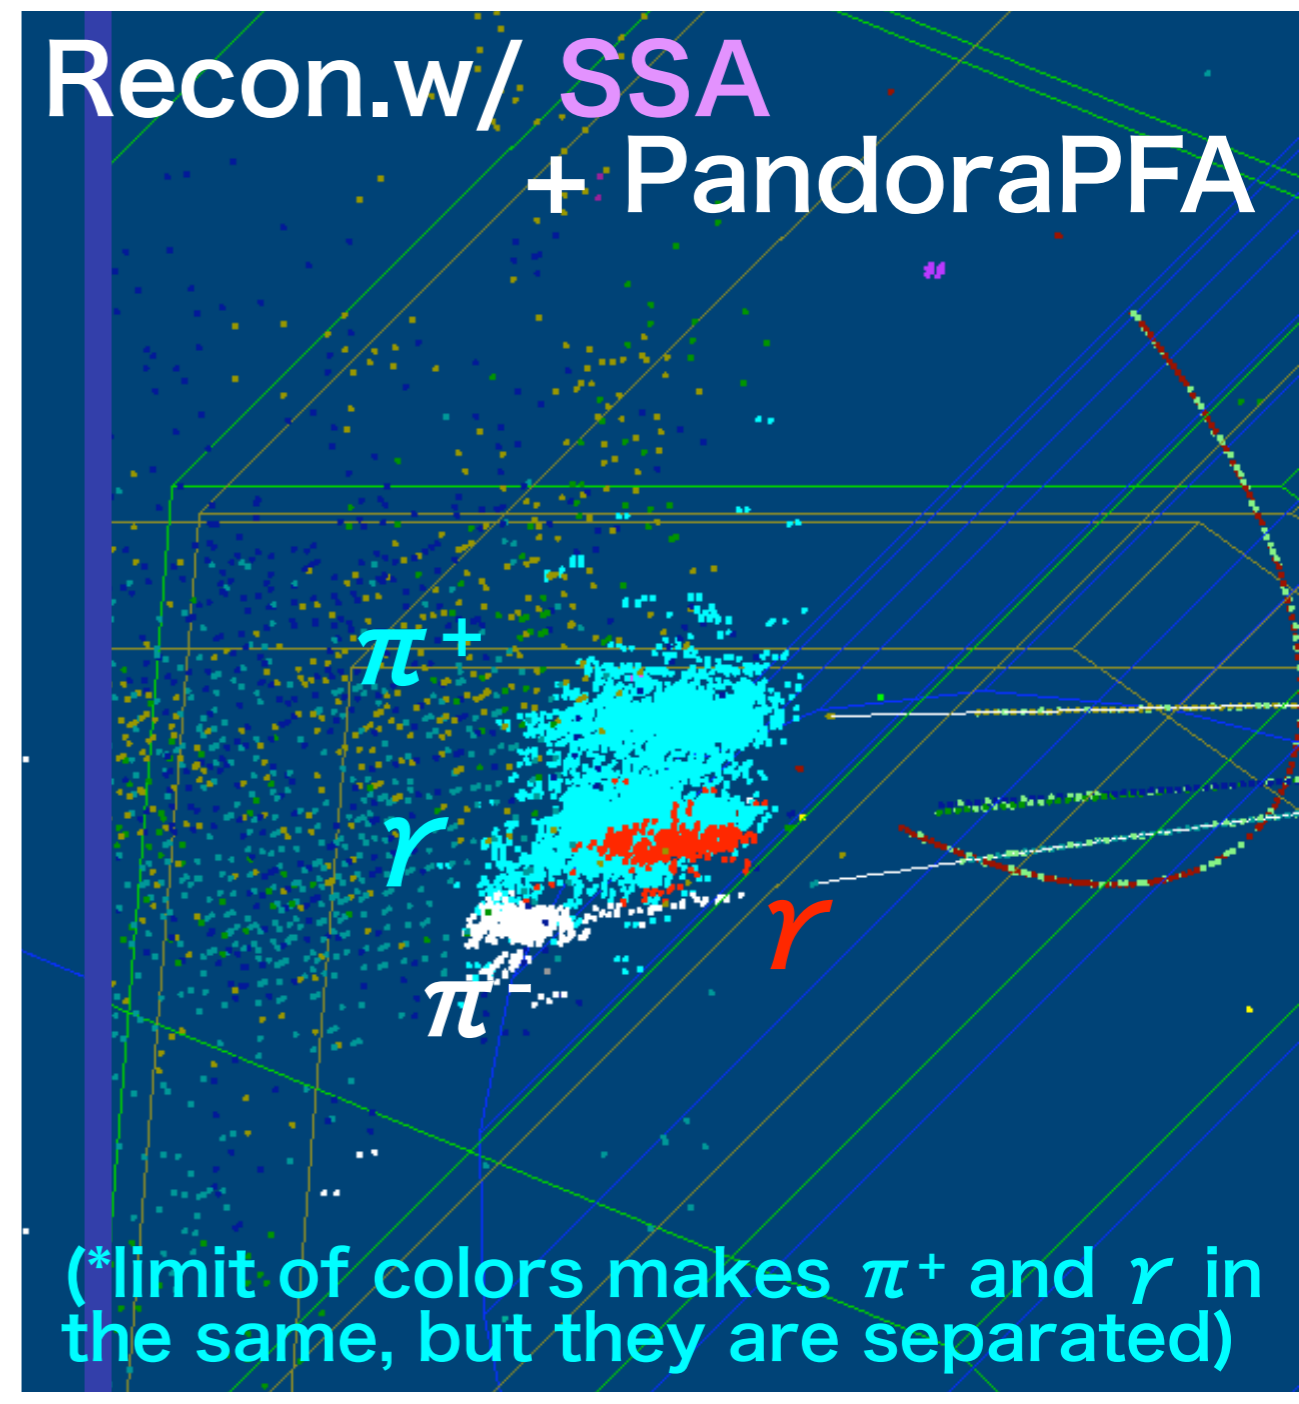 Recon.w/ SSA
+ PandoraPFA
π+
γ
γ
π-
(*limit of colors makes π+ and γ in
the same, but they are separated)